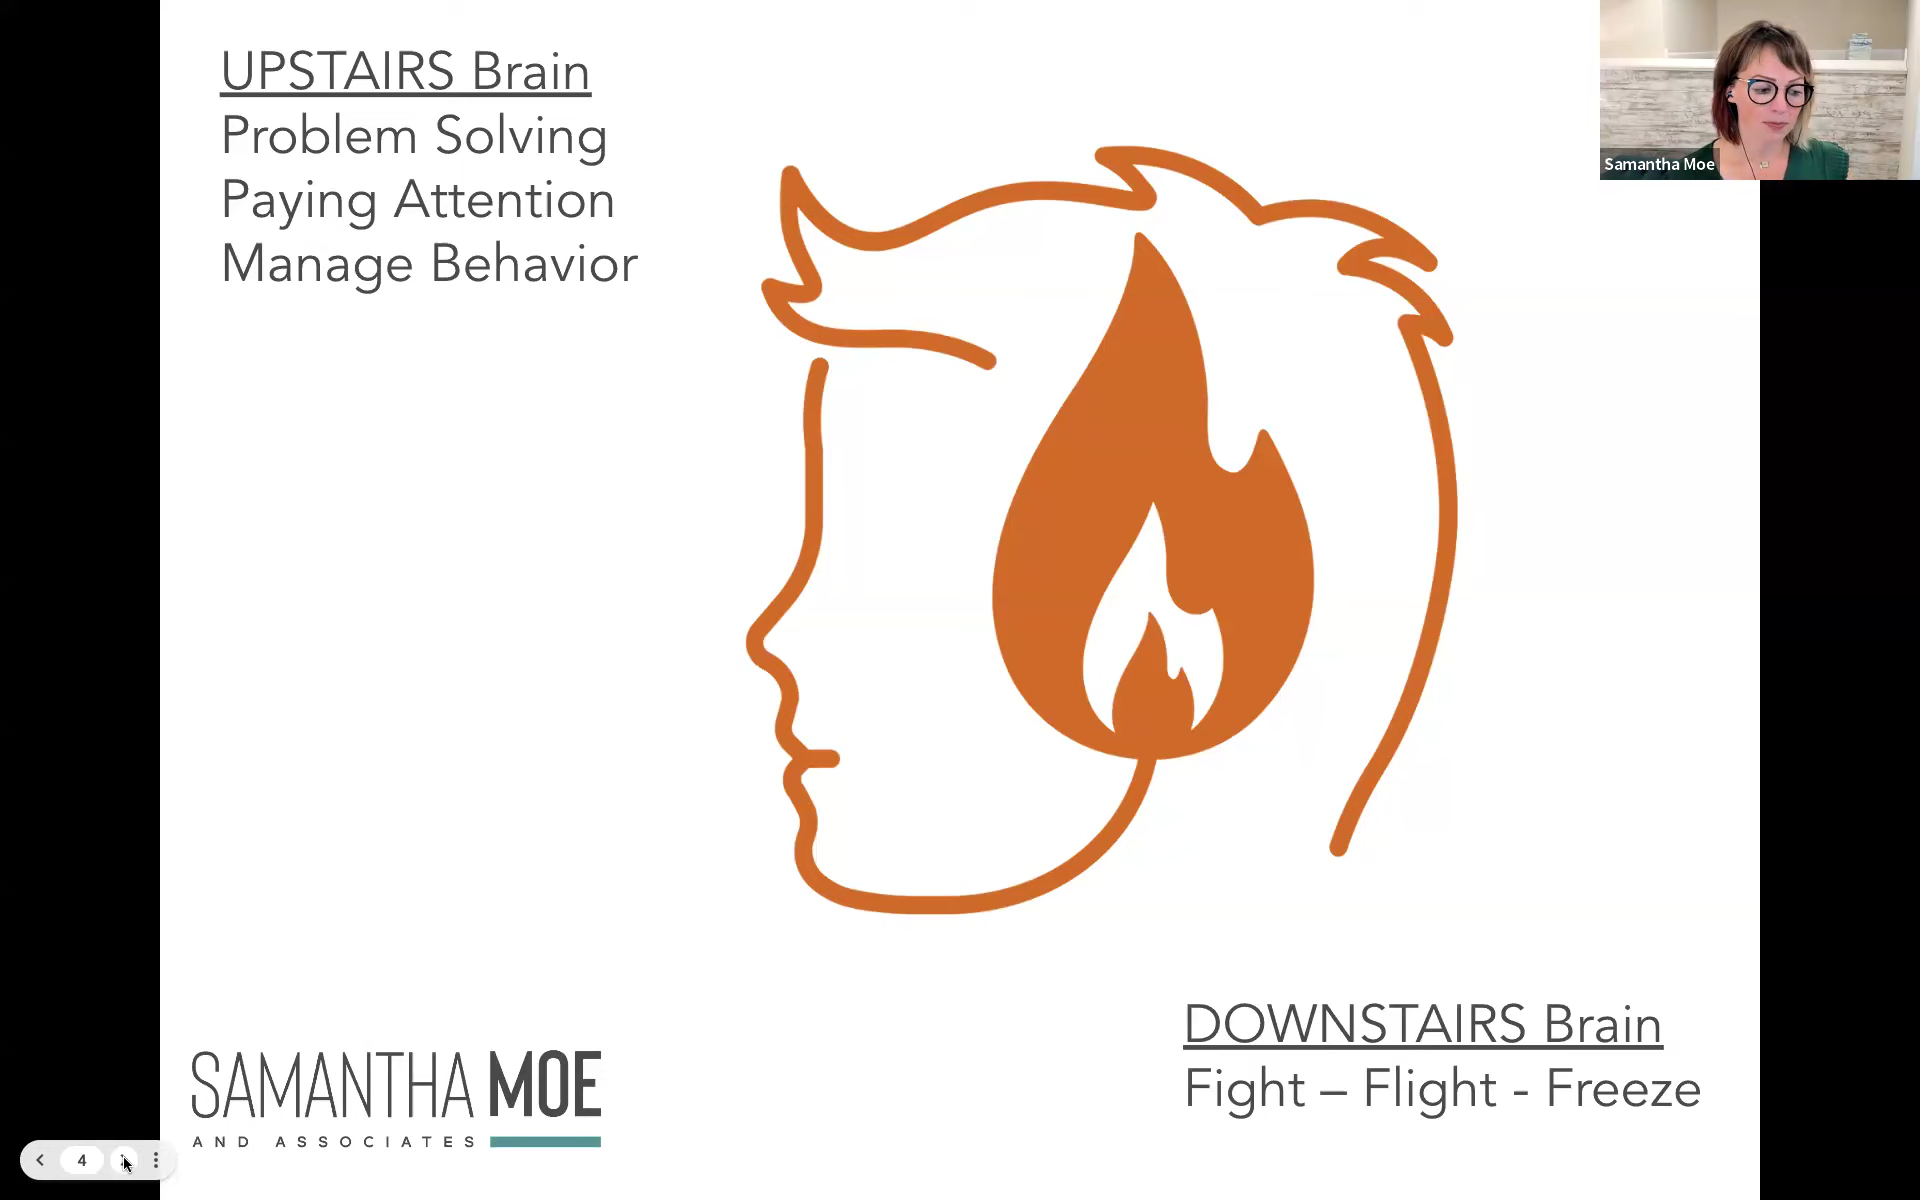 UPSTAIRS Brain
Problem Solving
Paying Attention
Manage Behavior
Samantha Moe
DOWNSTAIRS Brain
Fight – Flight - Freeze
SAMANTHA MOE
AND ASSOCIATES
4